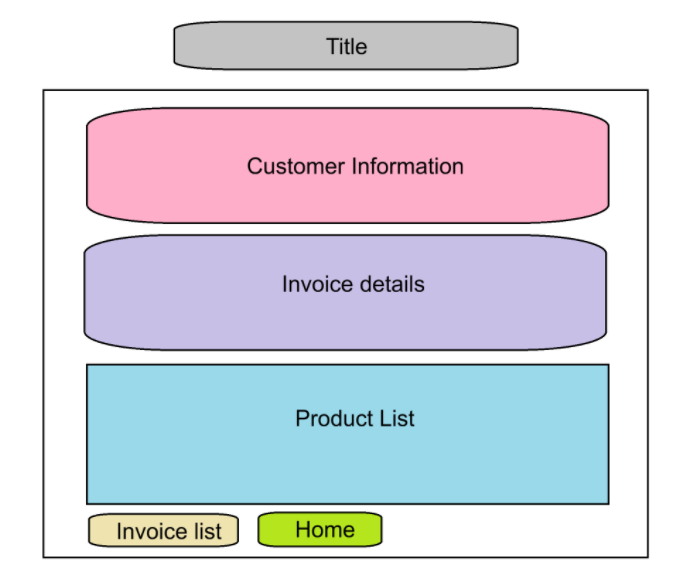 Title
Customer Information
Invoice details
Product List
Invoice list
Home